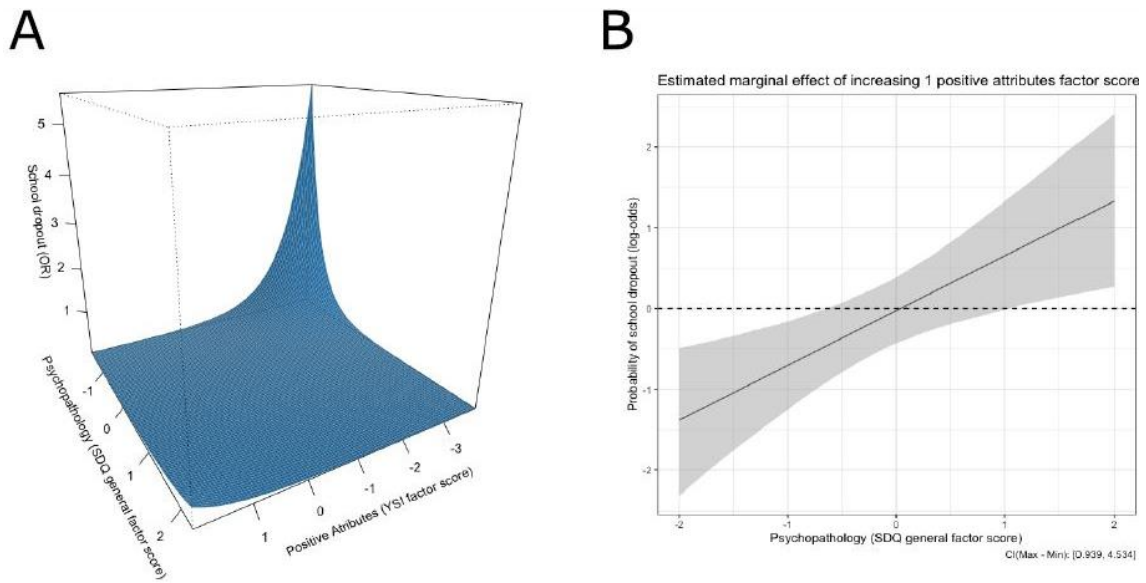 A
5
4
3
2
1
School dropout (OR)
-1
0
1
2
Psychopathology (SDQ general factor score)
1
0
-1
-2
-3
Positive Atributes (YSI factor score)
B
Estimated marginal effect of increasing 1 positive attributes factor score
2
1
0
-1
-2
Probability of school dropout (log-odds)
-2
-1
0
1
2
Psychopathology (SDQ general factor score)
CI(Max - Min): [0.939, 4.534]